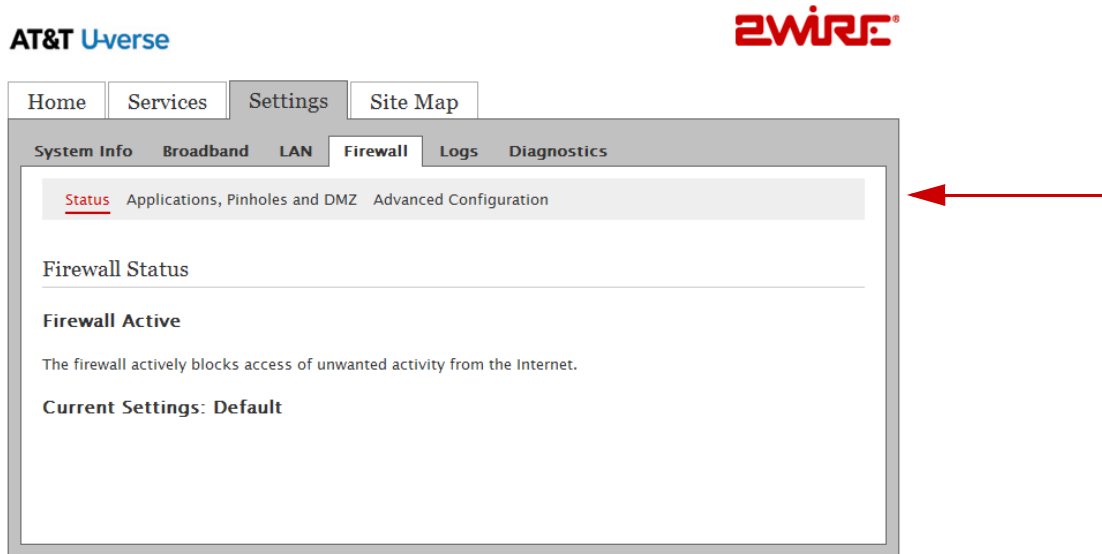 AT&T U-verse 2WIRE®
Home Services Settings Site Map
System Info Broadband LAN Firewall Logs Diagnostics
Status Applications, Pinholes and DMZ Advanced Configuration
Firewall Status
Firewall Active
The firewall actively blocks access of unwanted activity from the Internet.
Current Settings: Default